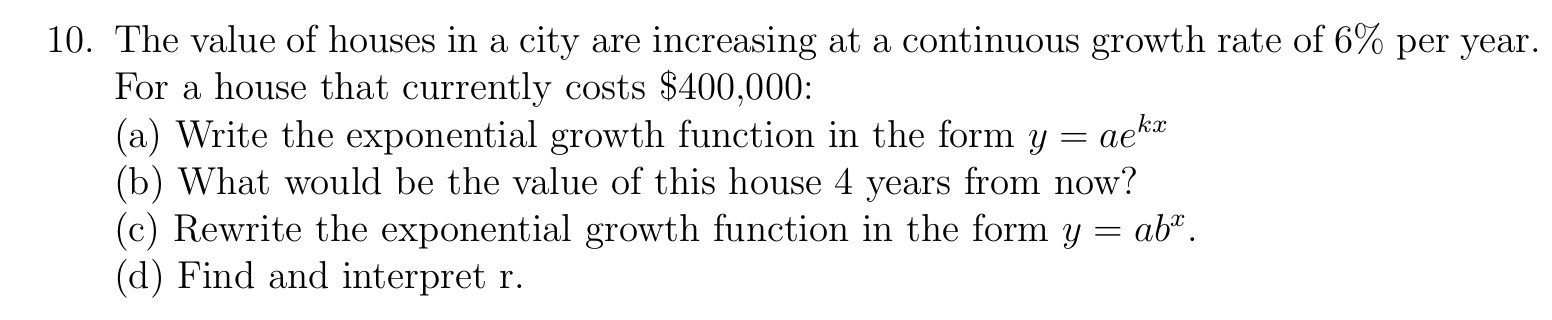 10. The value of houses in a city are increasing at a continuous growth rate of 6% per year.
For a house that currently costs $400,000:
(a) Write the exponential growth function in the form y = ae^{kx}
(b) What would be the value of this house 4 years from now?
(c) Rewrite the exponential growth function in the form y = ab^x.
(d) Find and interpret r.